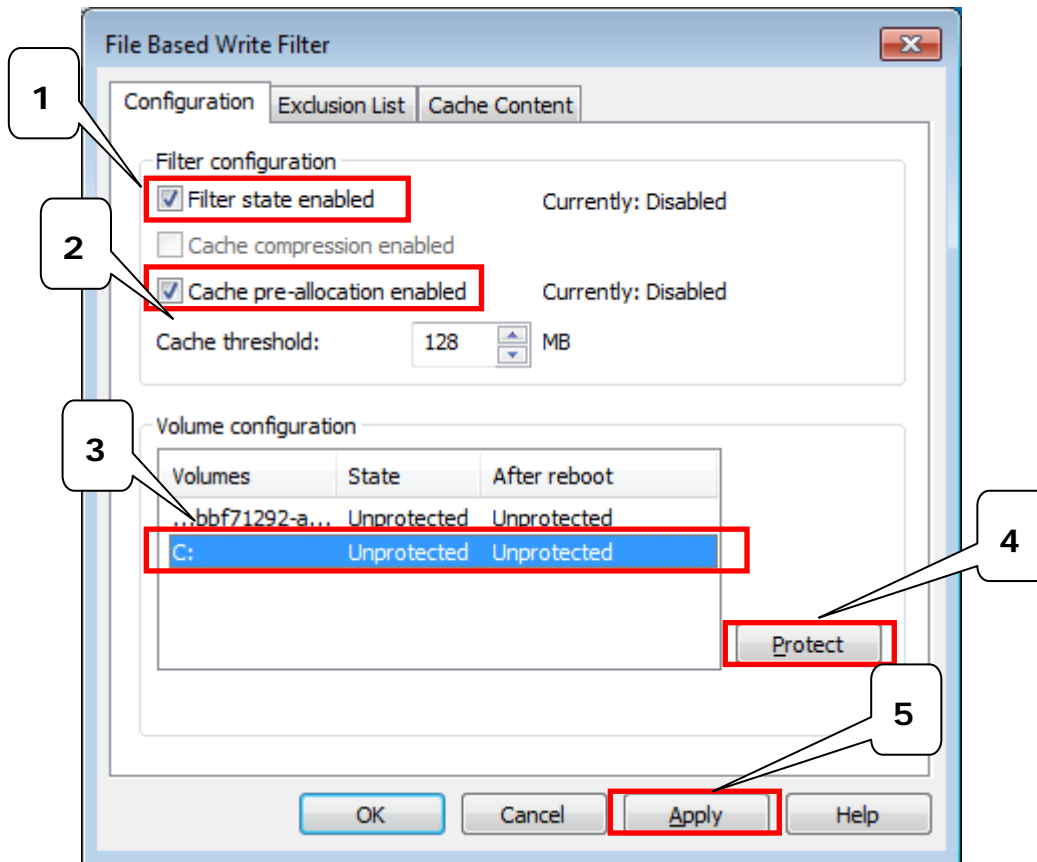 File Based Write Filter
1
Configuration Exclusion List Cache Content
Filter configuration
Filter state enabled Currently: Disabled
2
Cache compression enabled
Cache pre-allocation enabled Currently: Disabled
Cache threshold: 128 MB
Volume configuration
3
Volumes State After reboot
...bbf71292-a... Unprotected Unprotected
C: Unprotected Unprotected
4
Protect
5
OK Cancel Apply Help